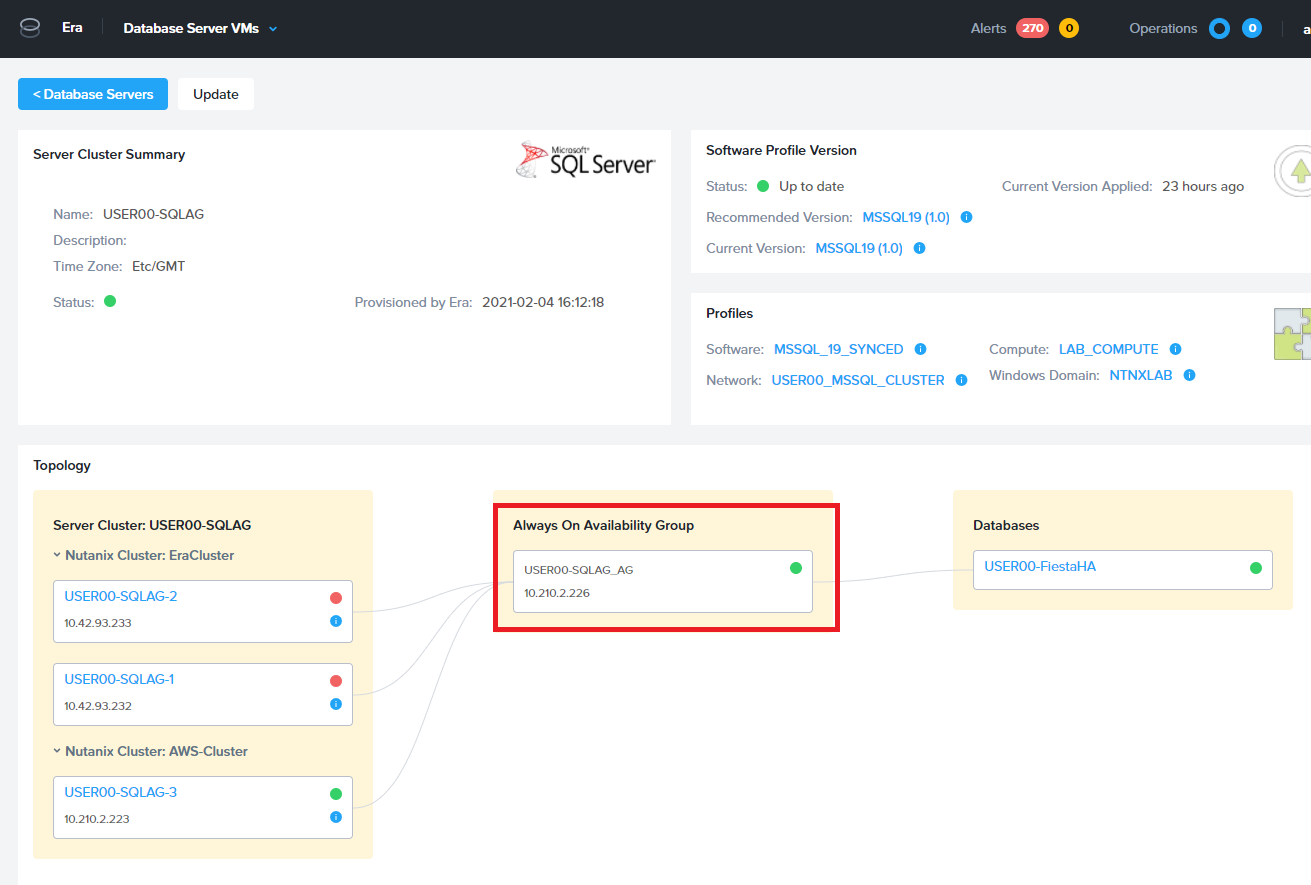 Era
Database Server VMs
Alerts 270 0
Operations 0
a
< Database Servers
Update
Server Cluster Summary
Microsoft®
SQL Server
Name: USER00-SQLAG
Description:
Time Zone: Etc/GMT
Status:
Provisioned by Era: 2021-02-04 16:12:18
Software Profile Version
Status: Up to date
Current Version Applied: 23 hours ago
Recommended Version: MSSQL19 (1.0)
Current Version: MSSQL19 (1.0)
Profiles
Software: MSSQL_19_SYNCED
Compute: LAB_COMPUTE
Network: USER00_MSSQL_CLUSTER
Windows Domain: NTNXLAB
Topology
Server Cluster: USER00-SQLAG
Nutanix Cluster: EraCluster
USER00-SQLAG-2
10.42.93.233
USER00-SQLAG-1
10.42.93.232
Nutanix Cluster: AWS-Cluster
USER00-SQLAG-3
10.210.2.223
Always On Availability Group
USER00-SQLAG_AG
10.210.2.226
Databases
USER00-FiestaHA